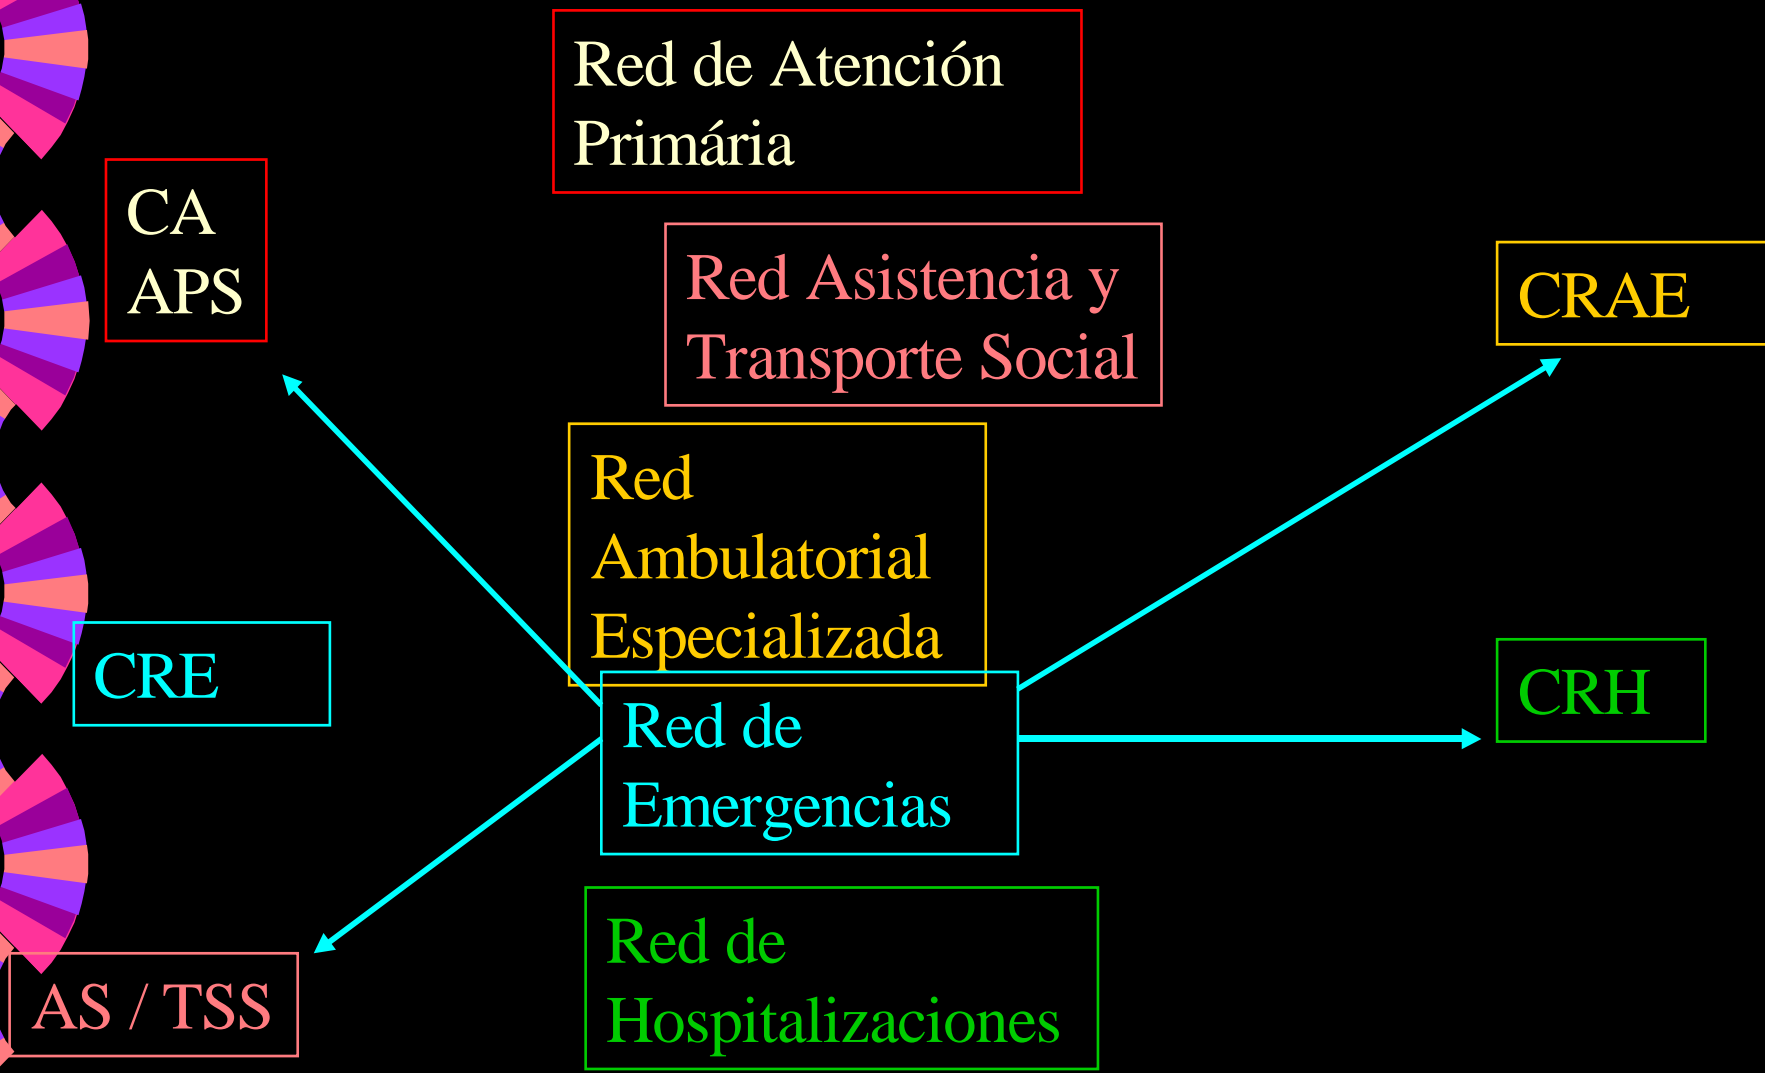 Red de Atención
Primária
CA
APS
Red Asistencia y
Transporte Social
CRAE
Red
Ambulatorial
Especializada
CRE
Red de
Emergencias
CRH
Red de
Hospitalizaciones
AS / TSS